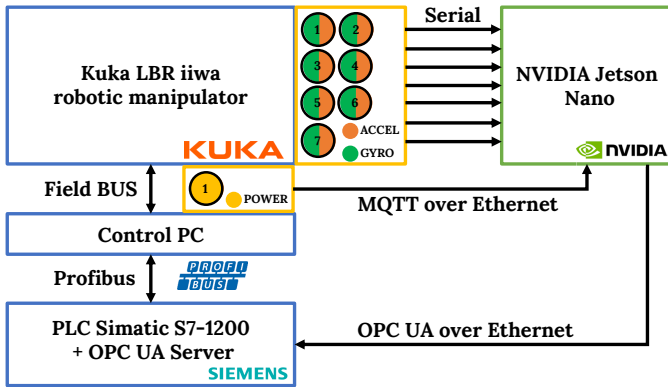 Kuka LBR iiwa
robotic manipulator
KUKA
1 2
3 4
5 6
7
ACCEL
GYRO
Serial
NVIDIA Jetson
Nano
NVIDIA
Field BUS
1
POWER
MQTT over Ethernet
Control PC
Profibus
PROFI
BUS
PLC Simatic S7-1200
+ OPC UA Server
SIEMENS
OPC UA over Ethernet